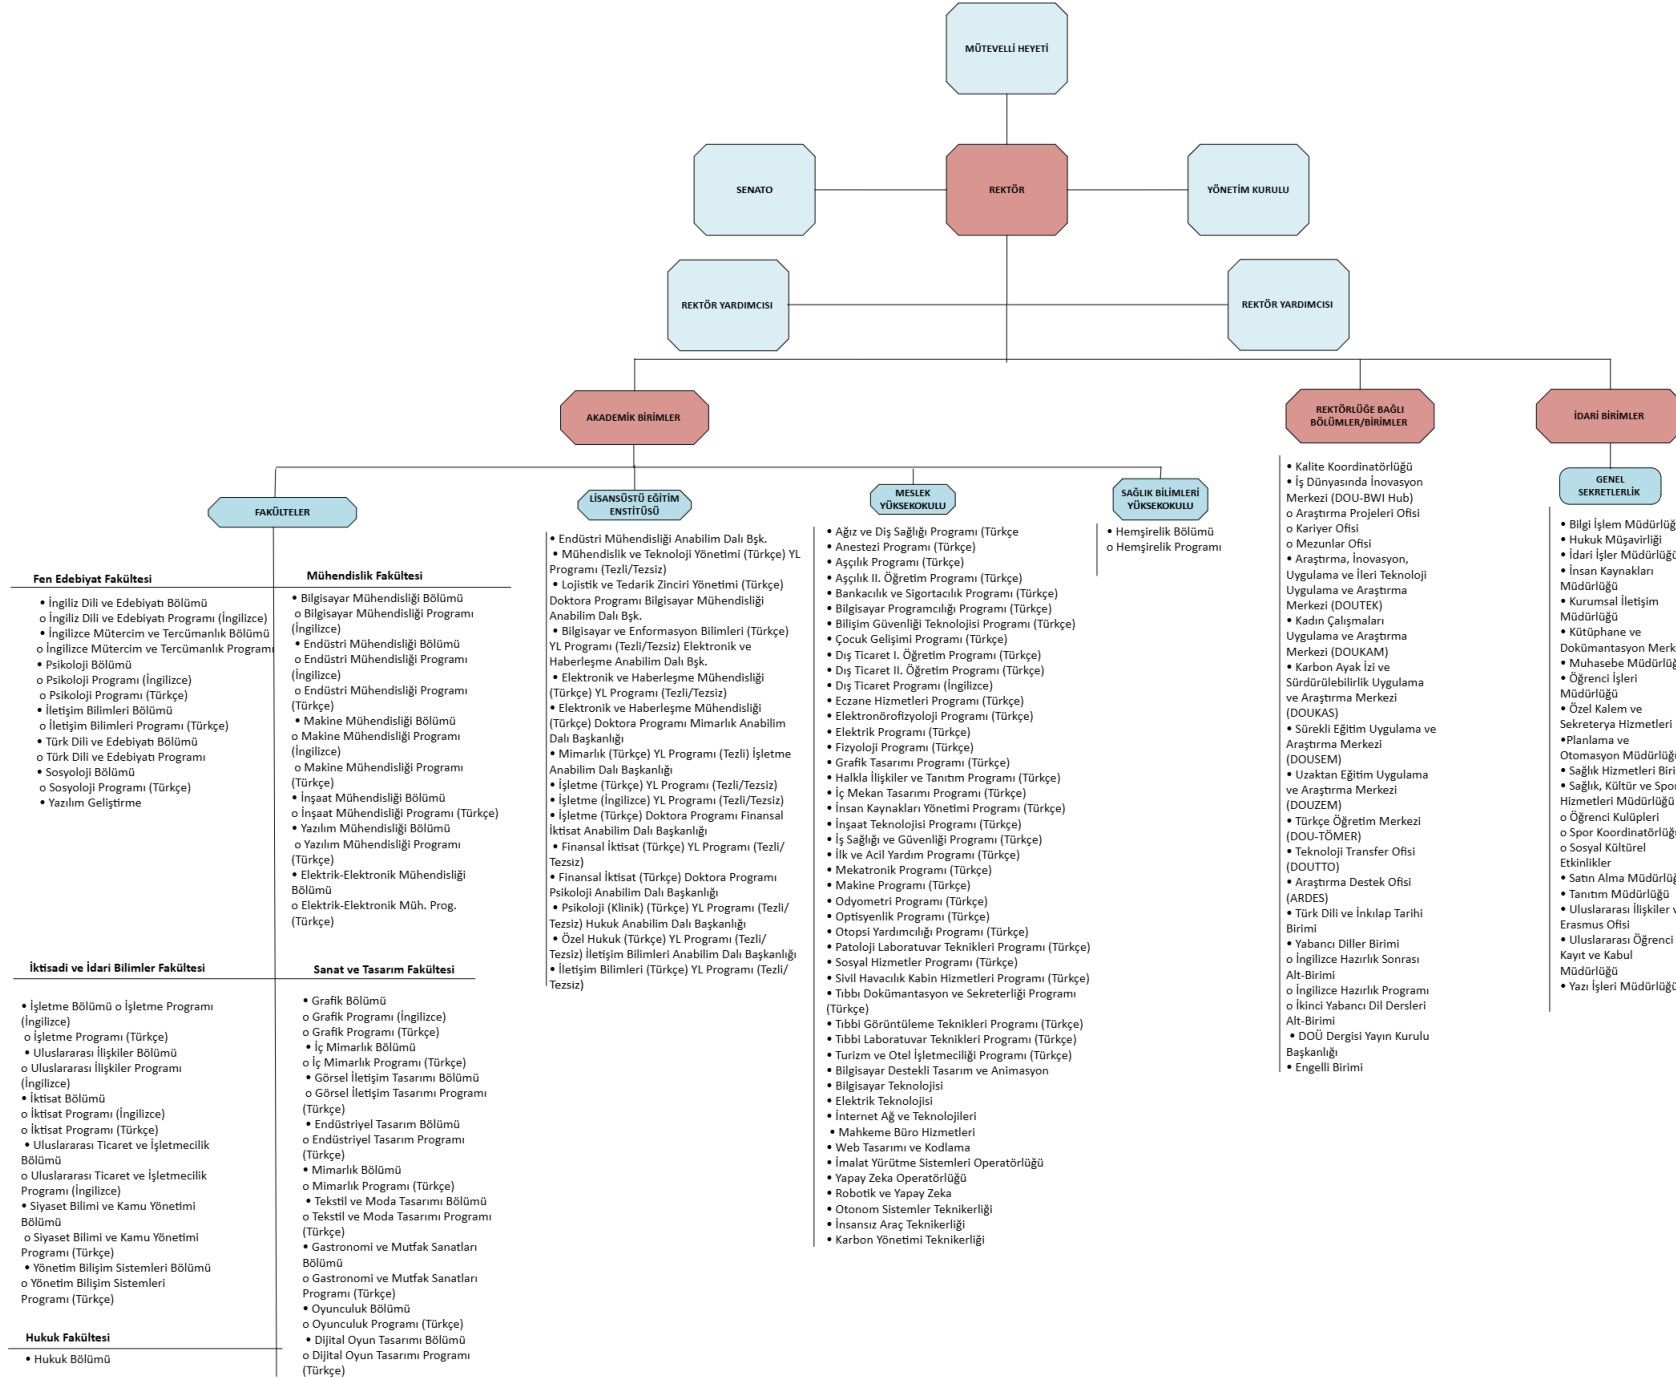 MÜTEVELLİ HEYETİ
SENATO
REKTÖR
YÖNETİM KURULU
REKTÖR YARDIMCISI
REKTÖR YARDIMCISI
AKADEMİK BİRİMLER
REKTÖRLÜĞE BAĞLI
BÖLÜMLER/BİRİMLER
İDARİ BİRİMLER
FAKÜLTELER
Fen Edebiyat Fakültesi
• İngiliz Dili ve Edebiyatı Bölümü
o İngiliz Dili ve Edebiyatı Programı (İngilizce)
• İngilizce Mütercim ve Tercümanlık Bölümü
o İngilizce Mütercim ve Tercümanlık Programı
• Psikoloji Bölümü
o Psikoloji Programı (İngilizce)
o Psikoloji Programı (Türkçe)
• İletişim Bilimleri Bölümü
o İletişim Bilimleri Programı (Türkçe)
• Türk Dili ve Edebiyatı Bölümü
o Türk Dili ve Edebiyatı Programı
• Sosyoloji Bölümü
o Sosyoloji Programı (Türkçe)
• Yazılım Geliştirme
Mühendislik Fakültesi
• Bilgisayar Mühendisliği Bölümü
o Bilgisayar Mühendisliği Programı
(İngilizce)
• Endüstri Mühendisliği Bölümü
o Endüstri Mühendisliği Programı
(İngilizce)
o Endüstri Mühendisliği Programı
(Türkçe)
• Makine Mühendisliği Bölümü
o Makine Mühendisliği Programı
(İngilizce)
o Makine Mühendisliği Programı
(Türkçe)
• İnşaat Mühendisliği Bölümü
o İnşaat Mühendisliği Programı (Türkçe)
• Yazılım Mühendisliği Bölümü
o Yazılım Mühendisliği Programı
(Türkçe)
• Elektrik-Elektronik Mühendisliği
Bölümü
o Elektrik-Elektronik Müh. Prog.
(Türkçe)
İktisadi ve İdari Bilimler Fakültesi
• İşletme Bölümü o İşletme Programı
(İngilizce)
o İşletme Programı (Türkçe)
• Uluslararası İlişkiler Bölümü
o Uluslararası İlişkiler Programı
(İngilizce)
• İktisat Bölümü
o İktisat Programı (İngilizce)
o İktisat Programı (Türkçe)
• Uluslararası Ticaret ve İşletmecilik
Bölümü
o Uluslararası Ticaret ve İşletmecilik
Programı (İngilizce)
• Siyaset Bilimi ve Kamu Yönetimi
Bölümü
o Siyaset Bilimi ve Kamu Yönetimi
Programı (Türkçe)
• Yönetim Bilişim Sistemleri Bölümü
o Yönetim Bilişim Sistemleri
Programı (Türkçe)
Hukuk Fakültesi
• Hukuk Bölümü
Sanat ve Tasarım Fakültesi
• Grafik Bölümü
o Grafik Programı (İngilizce)
o Grafik Programı (Türkçe)
• İç Mimarlık Bölümü
o İç Mimarlık Programı (Türkçe)
• Görsel İletişim Tasarımı Bölümü
o Görsel İletişim Tasarımı Programı
(Türkçe)
• Endüstriyel Tasarım Bölümü
o Endüstriyel Tasarım Programı
(Türkçe)
• Mimarlık Bölümü
o Mimarlık Programı (Türkçe)
• Tekstil ve Moda Tasarımı Bölümü
o Tekstil ve Moda Tasarımı Programı
(Türkçe)
• Gastronomi ve Mutfak Sanatları
Bölümü
o Gastronomi ve Mutfak Sanatları
Programı (Türkçe)
• Oyunculuk Bölümü
o Oyunculuk Programı (Türkçe)
• Dijital Oyun Tasarımı Bölümü
o Dijital Oyun Tasarımı Programı
(Türkçe)
LİSANSÜSTÜ EĞİTİM
ENSTİTÜSÜ
• Endüstri Mühendisliği Anabilim Dalı Bşk.
• Mühendislik ve Teknoloji Yönetimi (Türkçe) YL
Programı (Tezli/Tezsiz)
• Lojistik ve Tedarik Zinciri Yönetimi (Türkçe)
Doktora Programı Bilgisayar Mühendisliği
Anabilim Dalı Bşk.
• Bilgisayar ve Enformasyon Bilimleri (Türkçe)
YL Programı (Tezli/Tezsiz) Elektronik ve
Haberleşme Anabilim Dalı Bşk.
• Elektronik ve Haberleşme Mühendisliği
(Türkçe) YL Programı (Tezli/Tezsiz)
• Elektronik ve Haberleşme Mühendisliği
(Türkçe) Doktora Programı Mimarlık Anabilim
Dalı Başkanlığı
• Mimarlık (Türkçe) YL Programı (Tezli) İşletme
Anabilim Dalı Başkanlığı
• İşletme (Türkçe) YL Programı (Tezli/Tezsiz)
• İşletme (İngilizce) YL Programı (Tezli/Tezsiz)
• İşletme (Türkçe) Doktora Programı Finansal
İktisat Anabilim Dalı Başkanlığı
• Finansal İktisat (Türkçe) YL Programı (Tezli/
Tezsiz)
• Finansal İktisat (Türkçe) Doktora Programı
Psikoloji Anabilim Dalı Başkanlığı
• Psikoloji (Klinik) (Türkçe) YL Programı (Tezli/
Tezsiz) Hukuk Anabilim Dalı Başkanlığı
• Özel Hukuk (Türkçe) YL Programı (Tezli/
Tezsiz) İletişim Bilimleri Anabilim Dalı Başkanlığı
• İletişim Bilimleri (Türkçe) YL Programı (Tezli/
Tezsiz)
MESLEK
YÜKSEKOKULU
• Ağız ve Diş Sağlığı Programı (Türkçe
• Anestezi Programı (Türkçe)
• Aşçılık Programı (Türkçe)
• Aşçılık II. Öğretim Programı (Türkçe)
• Bankacılık ve Sigortacılık Programı (Türkçe)
• Bilgisayar Programcılığı Programı (Türkçe)
• Bilişim Güvenliği Teknolojisi Programı (Türkçe)
• Çocuk Gelişimi Programı (Türkçe)
• Dış Ticaret I. Öğretim Programı (Türkçe)
• Dış Ticaret II. Öğretim Programı (Türkçe)
• Dış Ticaret Programı (İngilizce)
• Eczane Hizmetleri Programı (Türkçe)
• Elektronörofizyoloji Programı (Türkçe)
• Elektrik Programı (Türkçe)
• Fizyoloji Programı (Türkçe)
• Grafik Tasarımı Programı (Türkçe)
• Halkla İlişkiler ve Tanıtım Programı (Türkçe)
• İç Mekan Tasarımı Programı (Türkçe)
• İnsan Kaynakları Yönetimi Programı (Türkçe)
• İnşaat Teknolojisi Programı (Türkçe)
• İş Sağlığı ve Güvenliği Programı (Türkçe)
• İlk ve Acil Yardım Programı (Türkçe)
• Mekatronik Programı (Türkçe)
• Makine Programı (Türkçe)
• Odyometri Programı (Türkçe)
• Optisyenlik Programı (Türkçe)
• Otopsi Yardımcılığı Programı (Türkçe)
• Patoloji Laboratuvar Teknikleri Programı (Türkçe)
• Sosyal Hizmetler Programı (Türkçe)
• Sivil Havacılık Kabin Hizmetleri Programı (Türkçe)
• Tıbbı Dokümantasyon ve Sekreterliği Programı
(Türkçe)
• Tıbbi Görüntüleme Teknikleri Programı (Türkçe)
• Tıbbi Laboratuvar Teknikleri Programı (Türkçe)
• Turizm ve Otel İşletmeciliği Programı (Türkçe)
• Bilgisayar Destekli Tasarım ve Animasyon
• Bilgisayar Teknolojisi
• Elektrik Teknolojisi
• İnternet Ağ ve Teknolojileri
• Mahkeme Büro Hizmetleri
• Web Tasarımı ve Kodlama
• İmalat Yürütme Sistemleri Operatörlüğü
• Yapay Zeka Operatörlüğü
• Robotik ve Yapay Zeka
• Otonom Sistemler Teknikerliği
• İnsansız Araç Teknikerliği
• Karbon Yönetimi Teknikerliği
SAĞLIK BİLİMLERİ
YÜKSEKOKULU
• Hemşirelik Bölümü
o Hemşirelik Programı
• Kalite Koordinatörlüğü
• İş Dünyasında İnovasyon
Merkezi (DOU-BWI Hub)
o Araştırma Projeleri Ofisi
o Kariyer Ofisi
o Mezunlar Ofisi
• Araştırma, İnovasyon,
Uygulama ve İleri Teknoloji
Uygulama ve Araştırma
Merkezi (DOUTEK)
• Kadın Çalışmaları
Uygulama ve Araştırma
Merkezi (DOUKAM)
• Karbon Ayak İzi ve
Sürdürülebilirlik Uygulama
ve Araştırma Merkezi
(DOUKAS)
• Sürekli Eğitim Uygulama ve
Araştırma Merkezi
(DOUSEM)
• Uzaktan Eğitim Uygulama
ve Araştırma Merkezi
(DOUZEM)
• Türkçe Öğretim Merkezi
(DOU-TÖMER)
• Teknoloji Transfer Ofisi
(DOUTTO)
• Araştırma Destek Ofisi
(ARDES)
• Türk Dili ve İnkılap Tarihi
Birimi
• Yabancı Diller Birimi
o İngilizce Hazırlık Sonrası
Alt-Birimi
o İngilizce Hazırlık Programı
o İkinci Yabancı Dil Dersleri
Alt-Birimi
• DOÜ Dergisi Yayın Kurulu
Başkanlığı
• Engelli Birimi
GENEL
SEKRETERLİK
• Bilgi İşlem Müdürlüğ
• Hukuk Müşavirliği
• İdari İşler Müdürlüğü
• İnsan Kaynakları
Müdürlüğü
• Kurumsal İletişim
Müdürlüğü
• Kütüphane ve
Dokümantasyon Merk
• Muhasebe Müdürlüğ
• Öğrenci İşleri
Müdürlüğü
• Özel Kalem ve
Sekreterya Hizmetleri
•Planlama ve
Otomasyon Müdürlüğ
• Sağlık Hizmetleri Biri
• Sağlık, Kültür ve Spor
Hizmetleri Müdürlüğü
o Öğrenci Kulüpleri
o Spor Koordinatörlüğ
o Sosyal Kültürel
Etkinlikler
• Satın Alma Müdürlüğ
• Tanıtım Müdürlüğü
• Uluslararası İlişkiler v
Erasmus Ofisi
• Uluslararası Öğrenci
Kayıt ve Kabul
Müdürlüğü
• Yazı İşleri Müdürlüğü